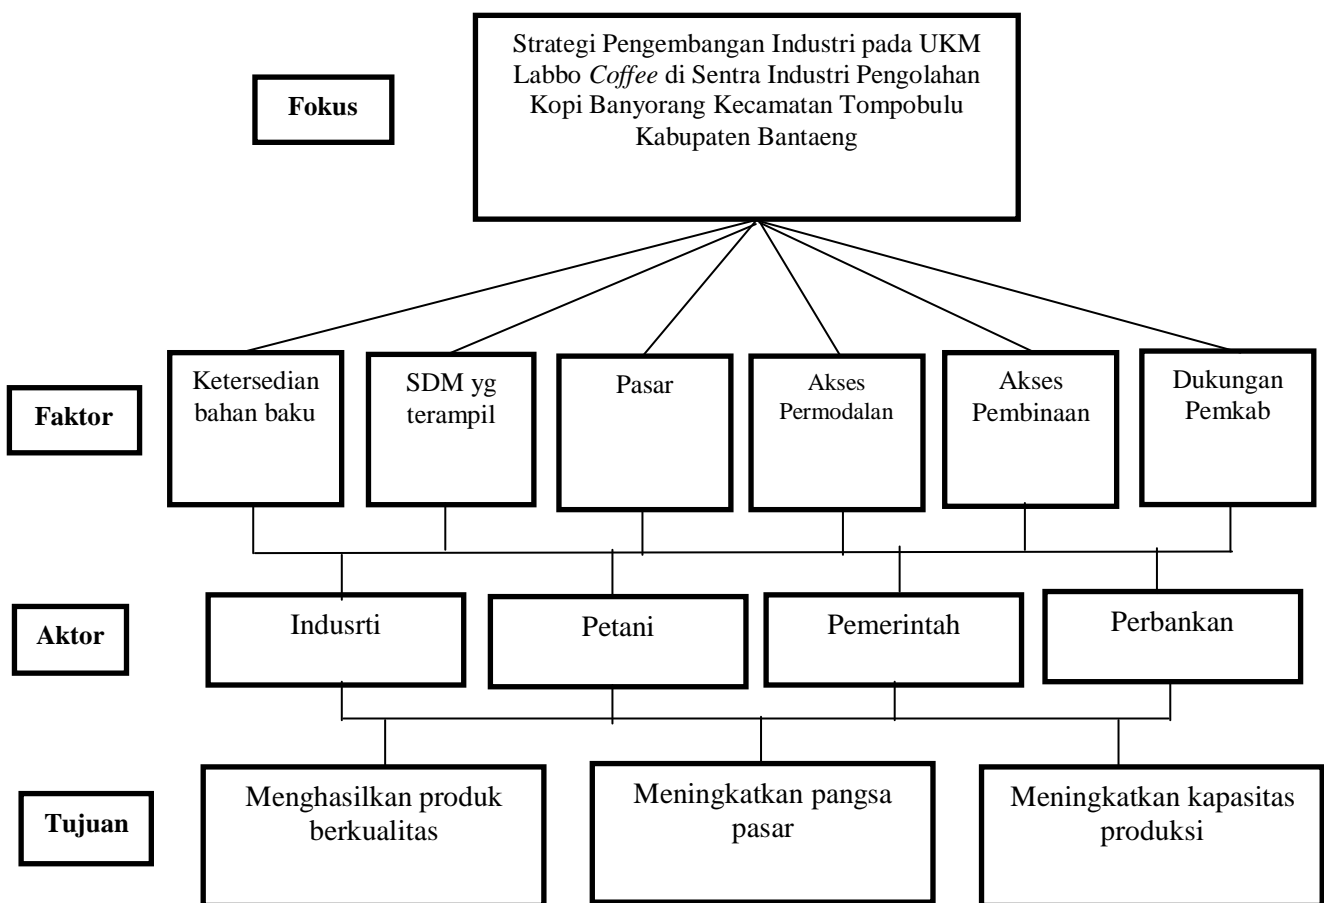 Strategi Pengembangan Industri pada UKM
Labbo Coffee di Sentra Industri Pengolahan
Kopi Banyorang Kecamatan Tompobulu
Kabupaten Bantaeng
Fokus
Faktor
Ketersedian
bahan baku
SDM yg
terampil
Pasar
Akses
Permodalan
Akses
Pembinaan
Dukungan
Pemkab
Aktor
Indusrti
Petani
Pemerintah
Perbankan
Tujuan
Menghasilkan produk
berkualitas
Meningkatkan pangsa
pasar
Meningkatkan kapasitas
produksi